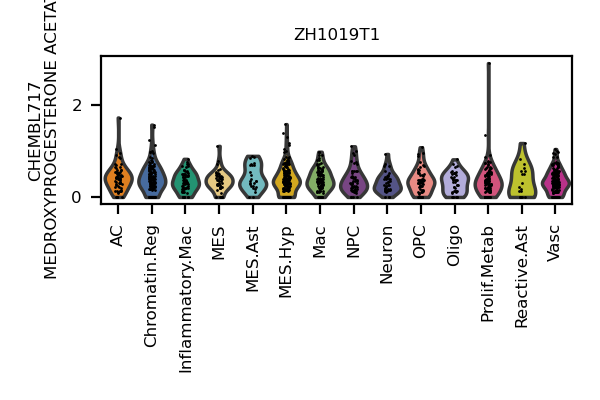 ZH1019T1
CHEMBL717
MEDROXYPROGESTERONE
2
0
AC
Chromatin.Reg
Inflammatory.Mac
MES
MES.Ast
MES.Hyp
Mac
NPC
Neuron
OPC
Oligo
Prolif.Metab
Reactive.Ast
Vasc